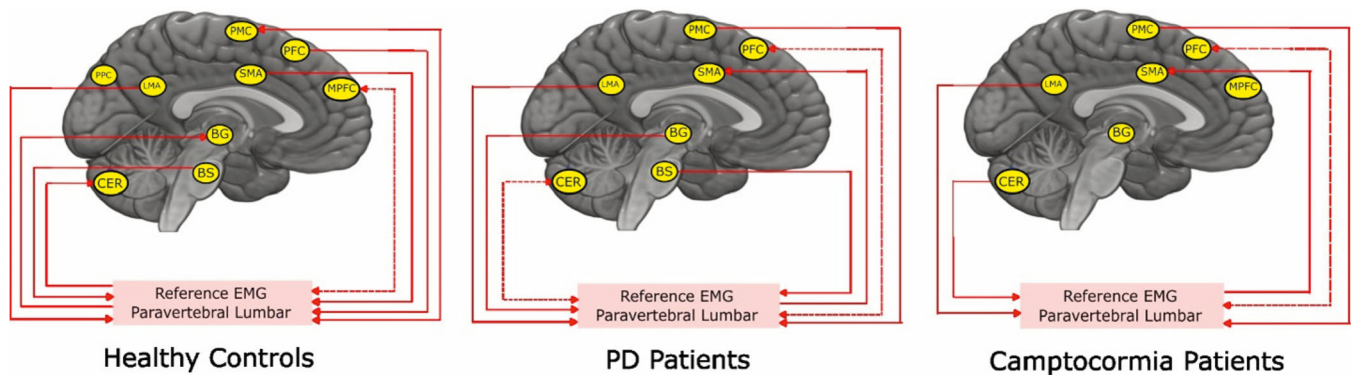 PMC
PFC
PPC
LMA
SMA
MPFC
BG
BS
CER
Reference EMG
Paravertebral Lumbar
Healthy Controls
PMC
PFC
LMA
SMA
BG
BS
CER
Reference EMG
Paravertebral Lumbar
PD Patients
PMC
PFC
LMA
SMA
MPFC
BG
CER
Reference EMG
Paravertebral Lumbar
Camptocormia Patients